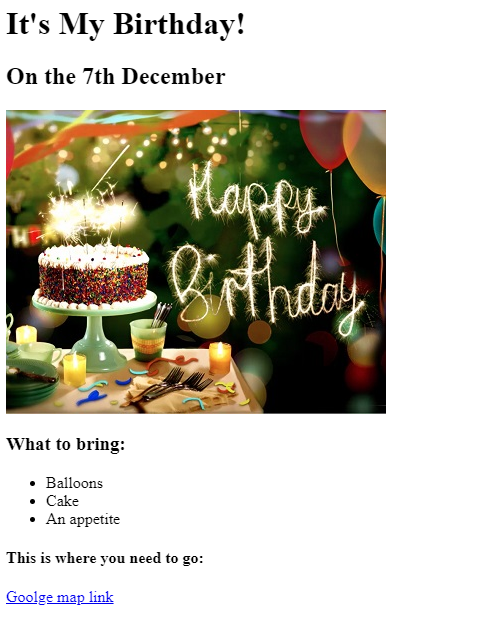 It's My Birthday!
On the 7th December
Happy
Birthday
What to bring:
Balloons
Cake
An appetite
This is where you need to go:
Goolge map link